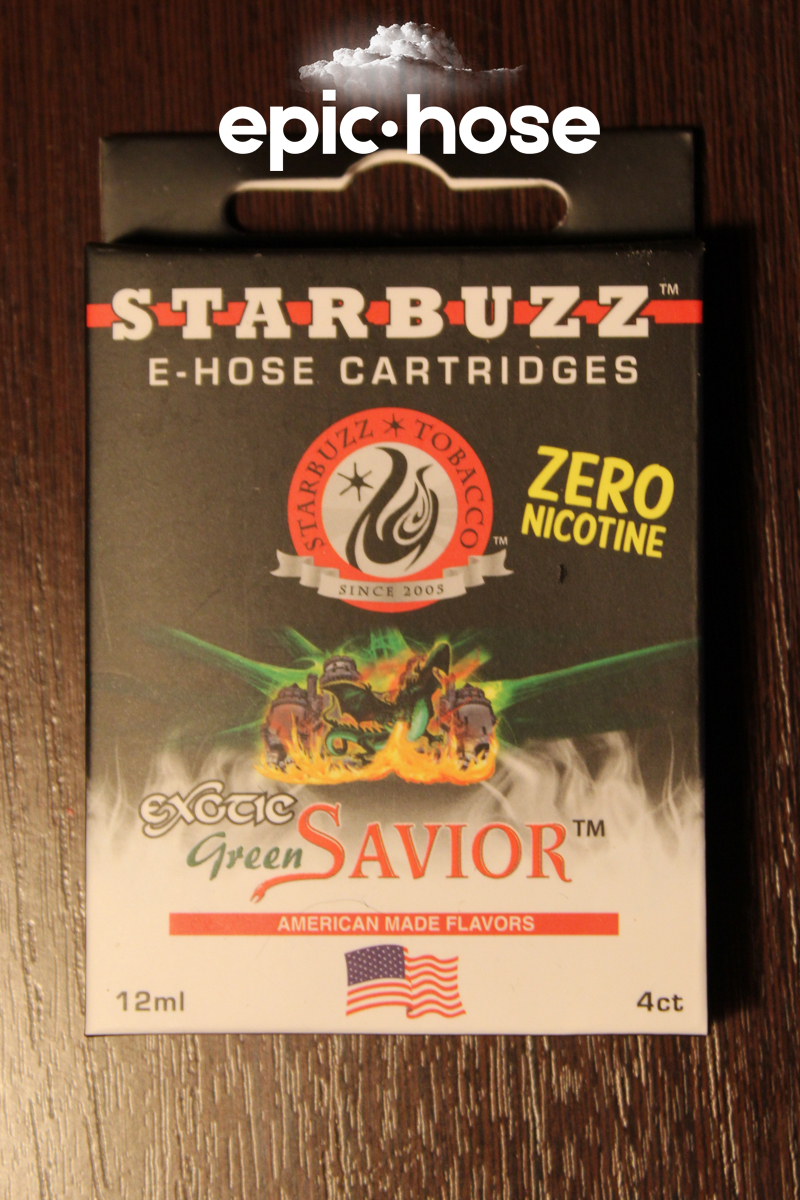 epic·hose
STARBUZZ™
E-HOSE CARTRIDGES
STARBUZZ ★ TOBACCO
™
SINCE 2005
ZERO
NICOTINE
EXOTIC
Green SAVIOR™
AMERICAN MADE FLAVORS
12ml
4ct